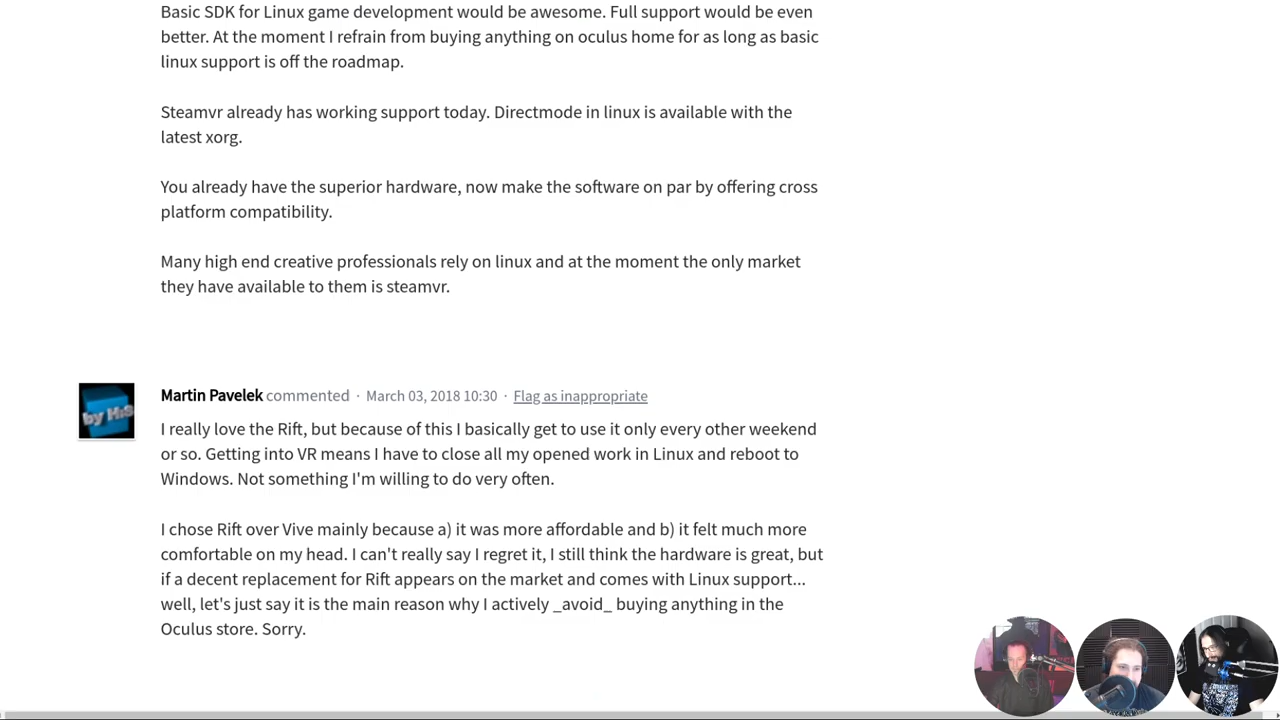 Basic SDK for Linux game development would be awesome. Full support would be even
better. At the moment I refrain from buying anything on oculus home for as long as basic
linux support is off the roadmap.
Steamvr already has working support today. Directmode in linux is available with the
latest xorg.
You already have the superior hardware, now make the software on par by offering cross
platform compatibility.
Many high end creative professionals rely on linux and at the moment the only market
they have available to them is steamvr.
Martin Pavelek commented · March 03, 2018 10:30 · Flag as inappropriate
by MiS
I really love the Rift, but because of this I basically get to use it only every other weekend
or so. Getting into VR means I have to close all my opened work in Linux and reboot to
Windows. Not something I'm willing to do very often.
I chose Rift over Vive mainly because a) it was more affordable and b) it felt much more
comfortable on my head. I can't really say I regret it, I still think the hardware is great, but
if a decent replacement for Rift appears on the market and comes with Linux support...
well, let's just say it is the main reason why I actively _avoid_ buying anything in the
Oculus store. Sorry.